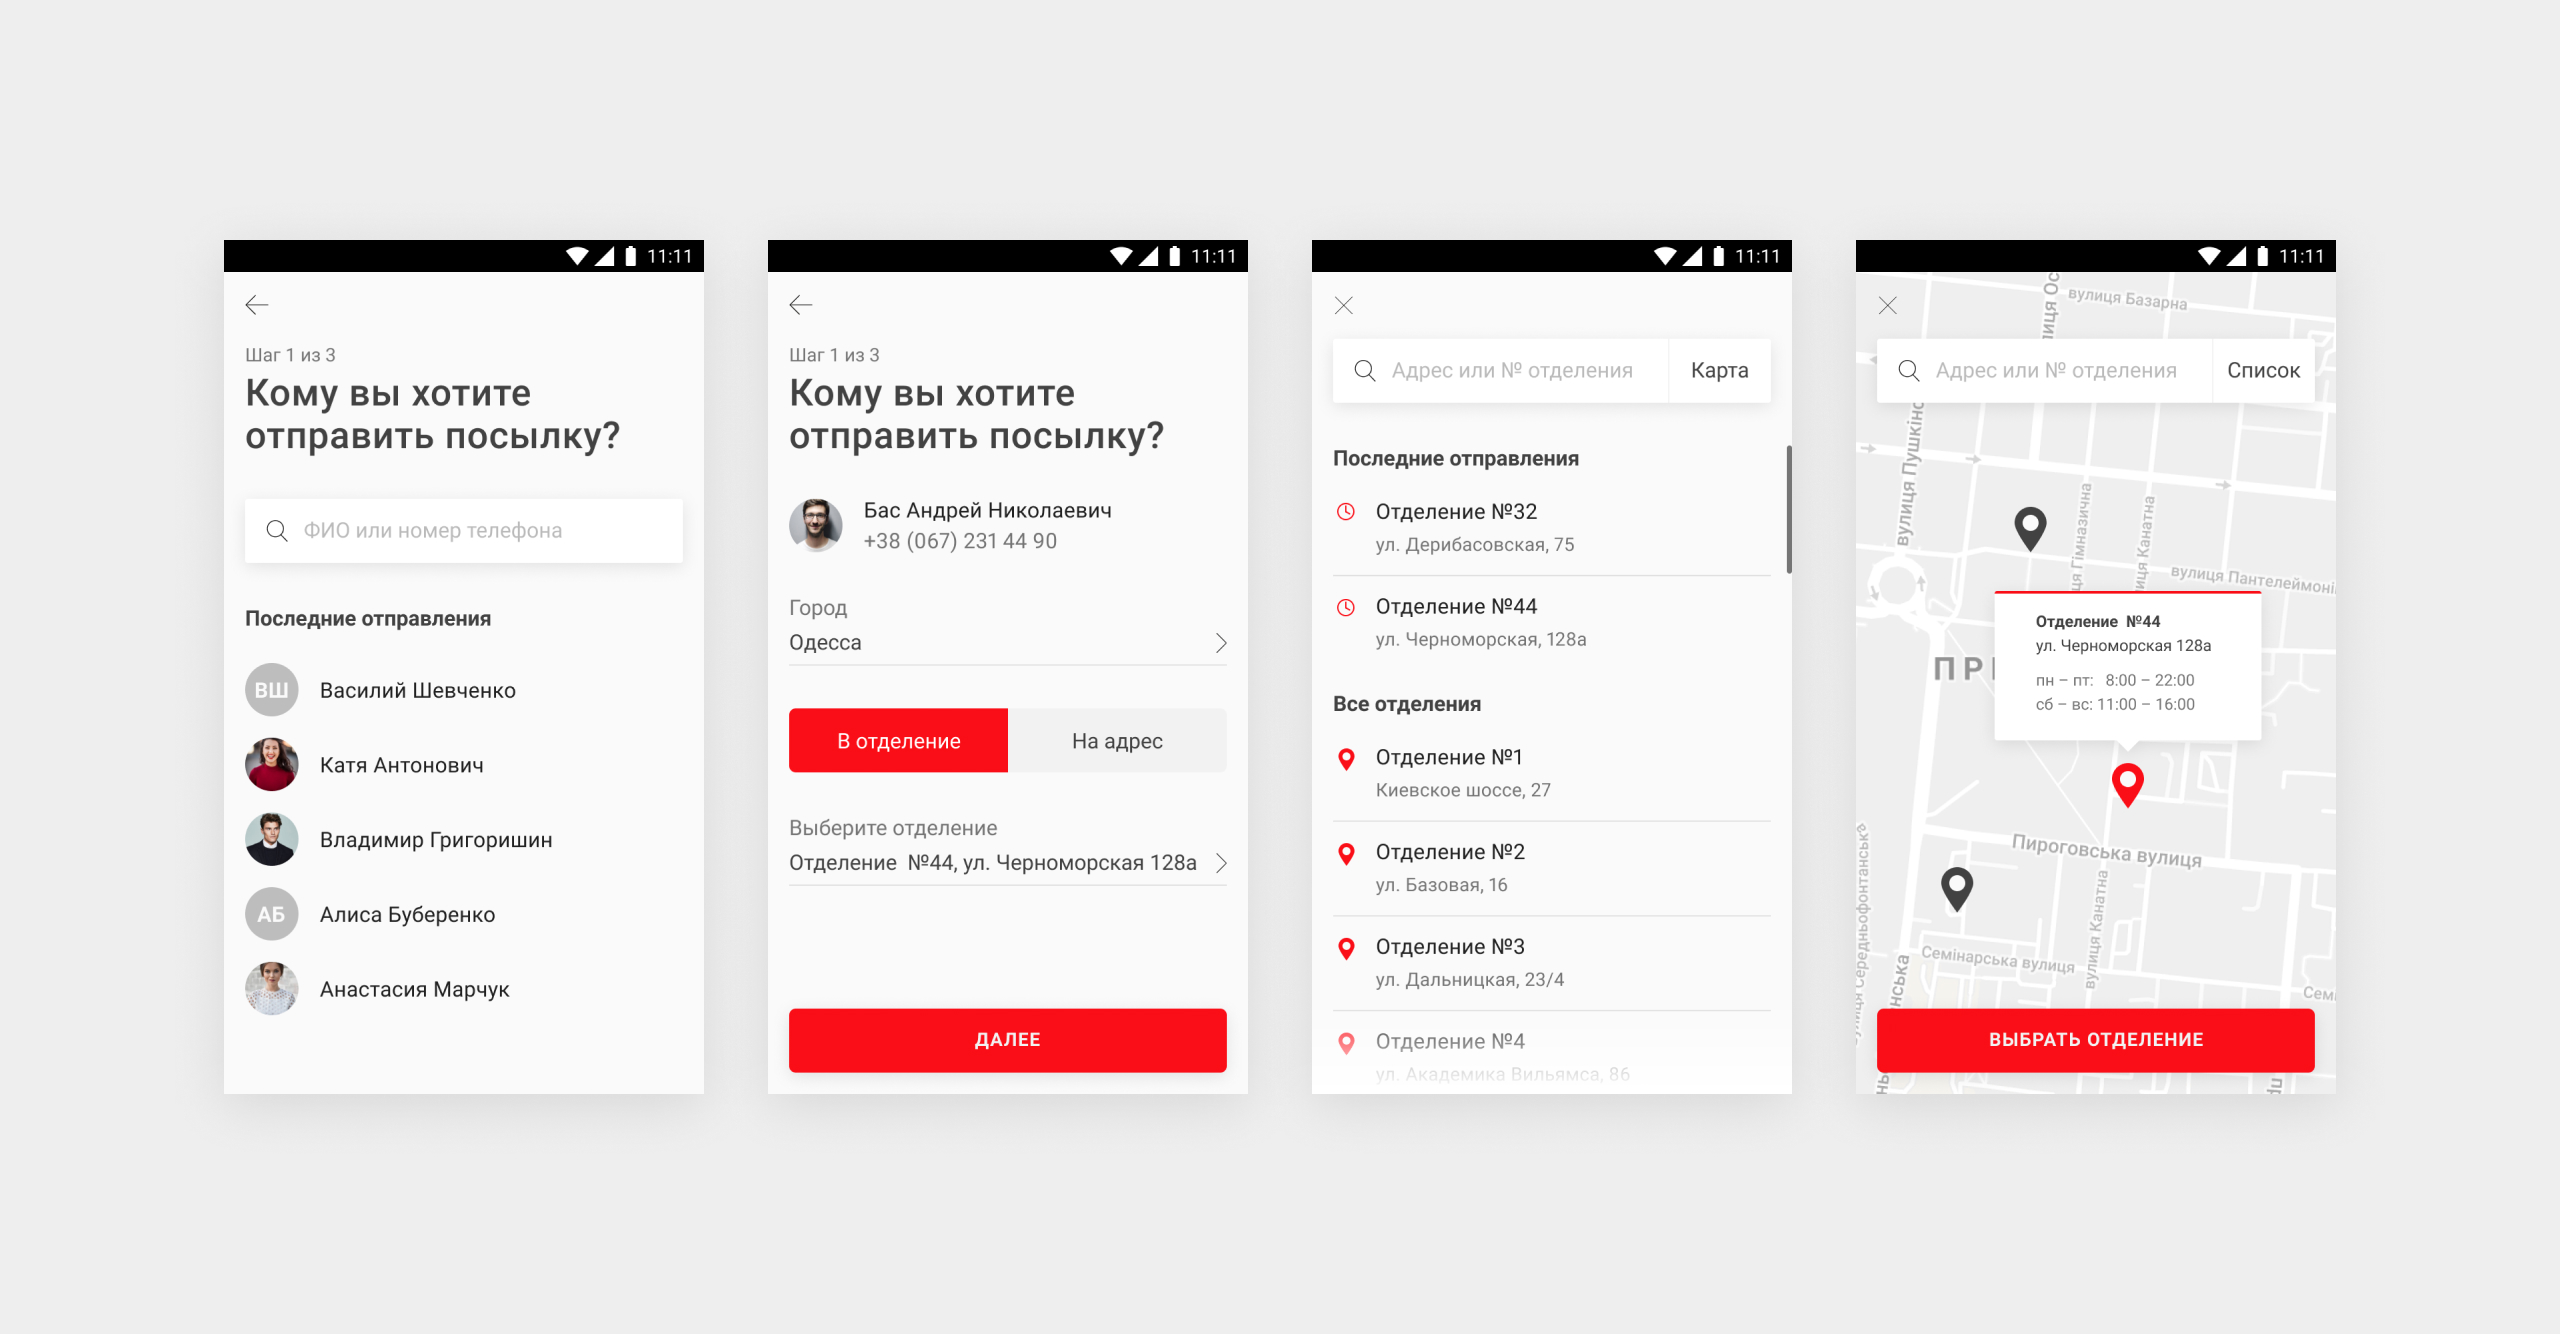 11:11
Шаг 1 из 3
Кому вы хотите
отправить посылку?
ФИО или номер телефона
Последние отправления
ВШ
Василий Шевченко
Катя Антонович
Владимир Григоришин
АБ
Алиса Буберенко
Анастасия Марчук
11:11
Шаг 1 из 3
Кому вы хотите
отправить посылку?
Бас Андрей Николаевич
+38 (067) 231 44 90
Город
Одесса
В отделение
На адрес
Выберите отделение
Отделение №44, ул. Черноморская 128а
ДАЛЕЕ
11:11
Адрес или № отделения
Карта
Последние отправления
Отделение №32
ул. Дерибасовская, 75
Отделение №44
ул. Черноморская, 128а
Все отделения
Отделение №1
Киевское шоссе, 27
Отделение №2
ул. Базовая, 16
Отделение №3
ул. Дальницкая, 23/4
Отделение №4
ул. Академика Вильямса, 86
11:11
вулиця Базарна
Адрес или № отделения
Список
вулиця Пушкінс
ця Гімназична
лиця Канатна
вулиця Пантелеймоні
Отделение №44
ул. Черноморская 128а
пн – пт: 8:00 – 22:00
сб – вс: 11:00 – 16:00
ПР
Пироговська вулиця
вулиця Канатна
Семінарська вулиця
Семі
ВЫБРАТЬ ОТДЕЛЕНИЕ